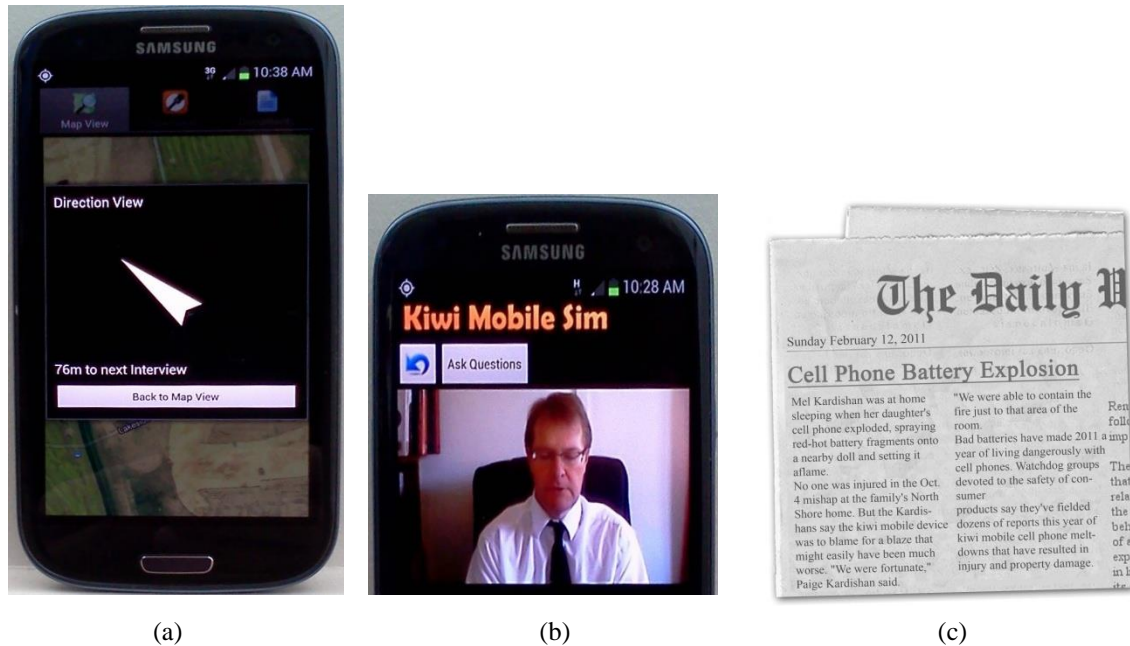 SAMSUNG
3G 10:38 AM
Map View
Direction View
76m to next Interview
Back to Map View
(a)
SAMSUNG
H 10:28 AM
Kiwi Mobile Sim
Ask Questions
(b)
The Daily
Sunday February 12, 2011
Cell Phone Battery Explosion
Mel Kardishan was at home
sleeping when her daughter's
cell phone exploded, spraying
red-hot battery fragments onto
a nearby doll and setting it
aflame.
No one was injured in the Oct.
4 mishap at the family's North
Shore home. But the Kardis-
hans say the kiwi mobile device
was to blame for a blaze that
might easily have been much
worse. "We were fortunate,"
Paige Kardishan said.
"We were able to contain the
fire just to that area of the
room.
Bad batteries have made 2011 a
year of living dangerously with
cell phones. Watchdog groups
devoted to the safety of con-
sumer
products say they've fielded
dozens of reports this year of
kiwi mobile cell phone melt-
downs that have resulted in
injury and property damage.
(c)